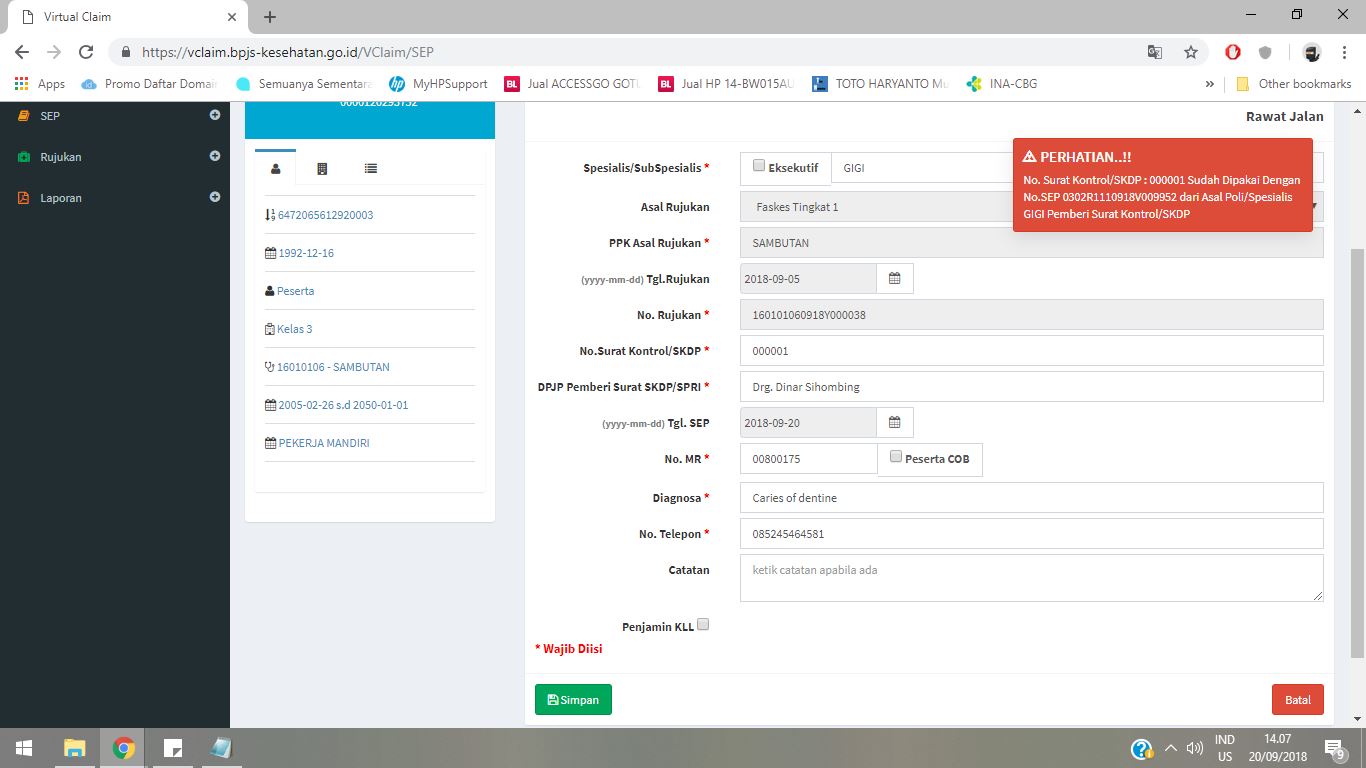 Virtual Claim
https://vclaim.bpjs-kesehatan.go.id/VClaim/SEP
Apps
Promo Daftar Domain
Semuanya Sementara
MyHPSupport
BL Jual ACCESSGO GOTU
BL Jual HP 14-BW015AU
TOTO HARYANTO Mu
INA-CBG
»
Other bookmarks
SEP
Rujukan
Laporan
6472065612920003
1992-12-16
Peserta
Kelas 3
16010106 - SAMBUTAN
2005-02-26 s.d 2050-01-01
PEKERJA MANDIRI
Rawat Jalan
PERHATIAN..!!
No. Surat Kontrol/SKDP : 000001 Sudah Dipakai Dengan
No.SEP 0302R1110918V009952 dari Asal Poli/Spesialis
GIGI Pemberi Surat Kontrol/SKDP
Spesialis/SubSpesialis * Eksekutif GIGI
Asal Rujukan Faskes Tingkat 1
PPK Asal Rujukan * SAMBUTAN
(yyyy-mm-dd) Tgl.Rujukan 2018-09-05
No. Rujukan * 160101060918Y000038
No.Surat Kontrol/SKDP * 000001
DPJP Pemberi Surat SKDP/SPRI * Drg. Dinar Sihombing
(yyyy-mm-dd) Tgl. SEP 2018-09-20
No. MR * 00800175 Peserta COB
Diagnosa * Caries of dentine
No. Telepon * 085245464581
Catatan ketik catatan apabila ada
Penjamin KLL
* Wajib Diisi
Simpan
Batal
IND
US
14.07
20/09/2018
9